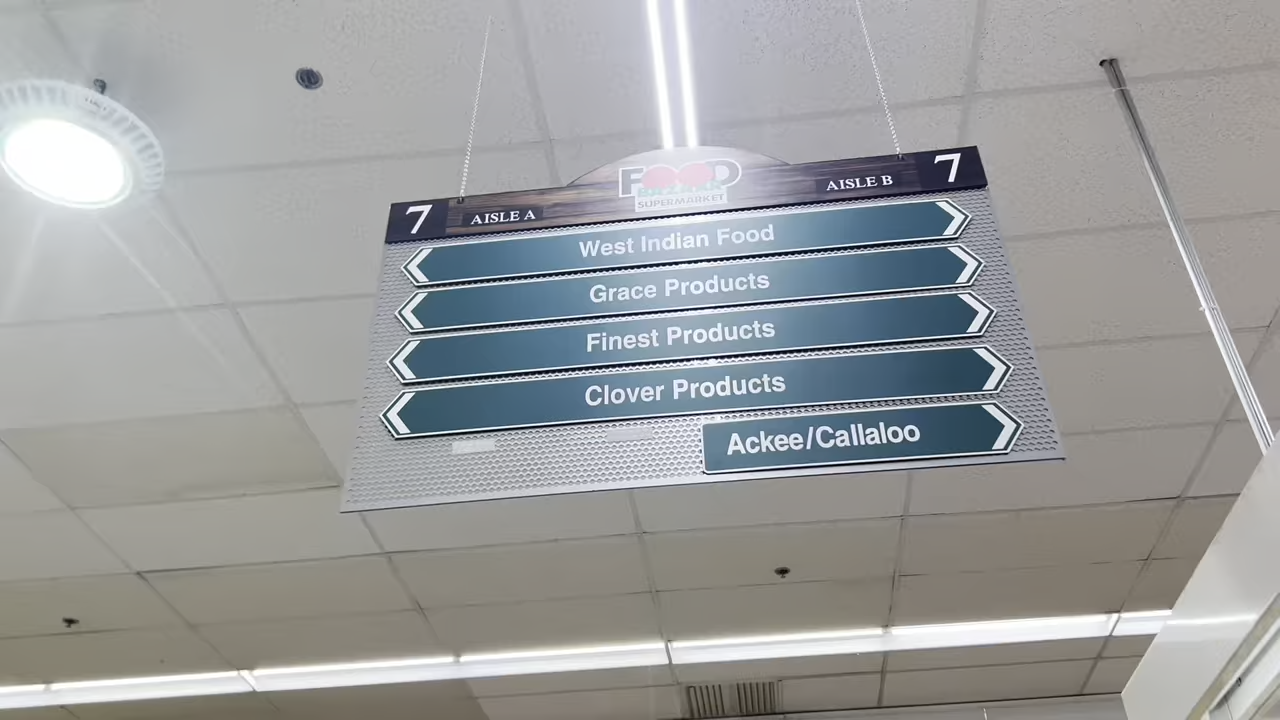 FOOD
SUPERMARKET
7 AISLE A
AISLE B 7
West Indian Food
Grace Products
Finest Products
Clover Products
Ackee/Callaloo